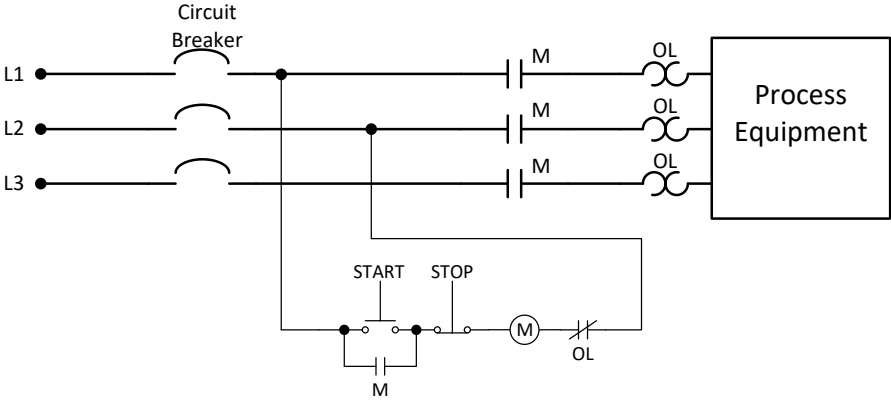 Circuit
Breaker
L1
M
OL
L2
M
OL
L3
M
OL
Process
Equipment
START
STOP
M
OL
M